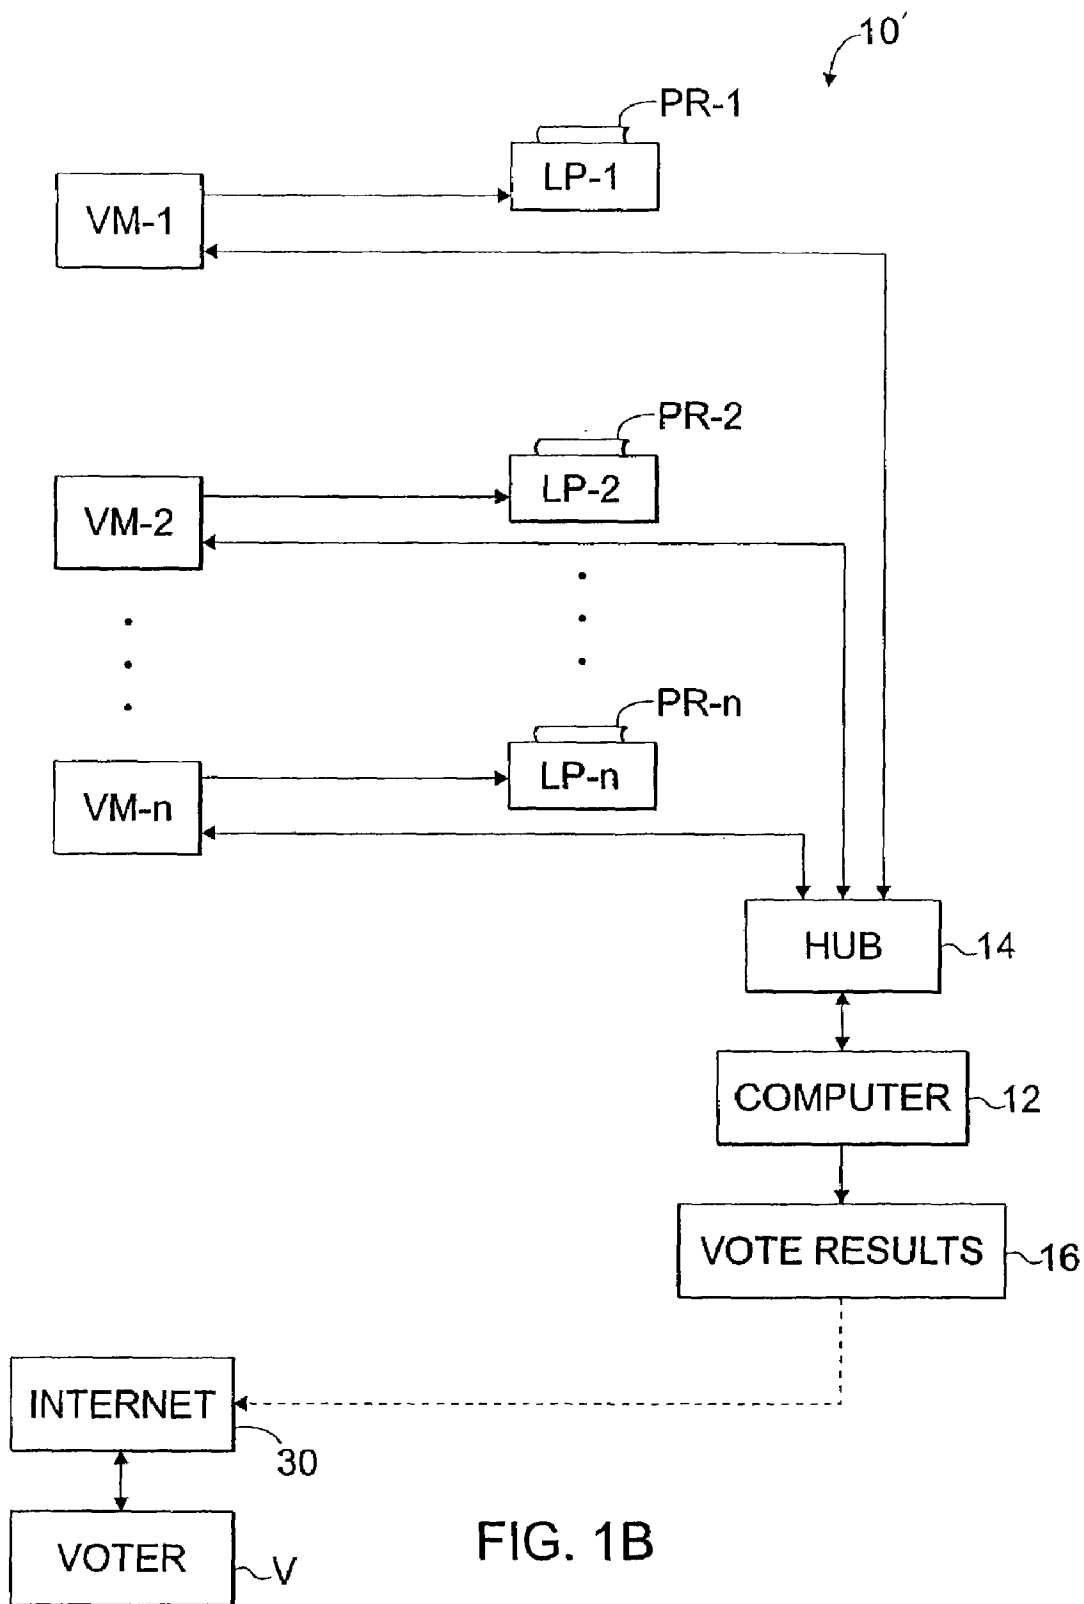 10′
PR-1
LP-1
VM-1
PR-2
LP-2
VM-2
PR-n
LP-n
VM-n
HUB
14
COMPUTER
12
VOTE RESULTS
16
INTERNET
30
VOTER
V
FIG. 1B